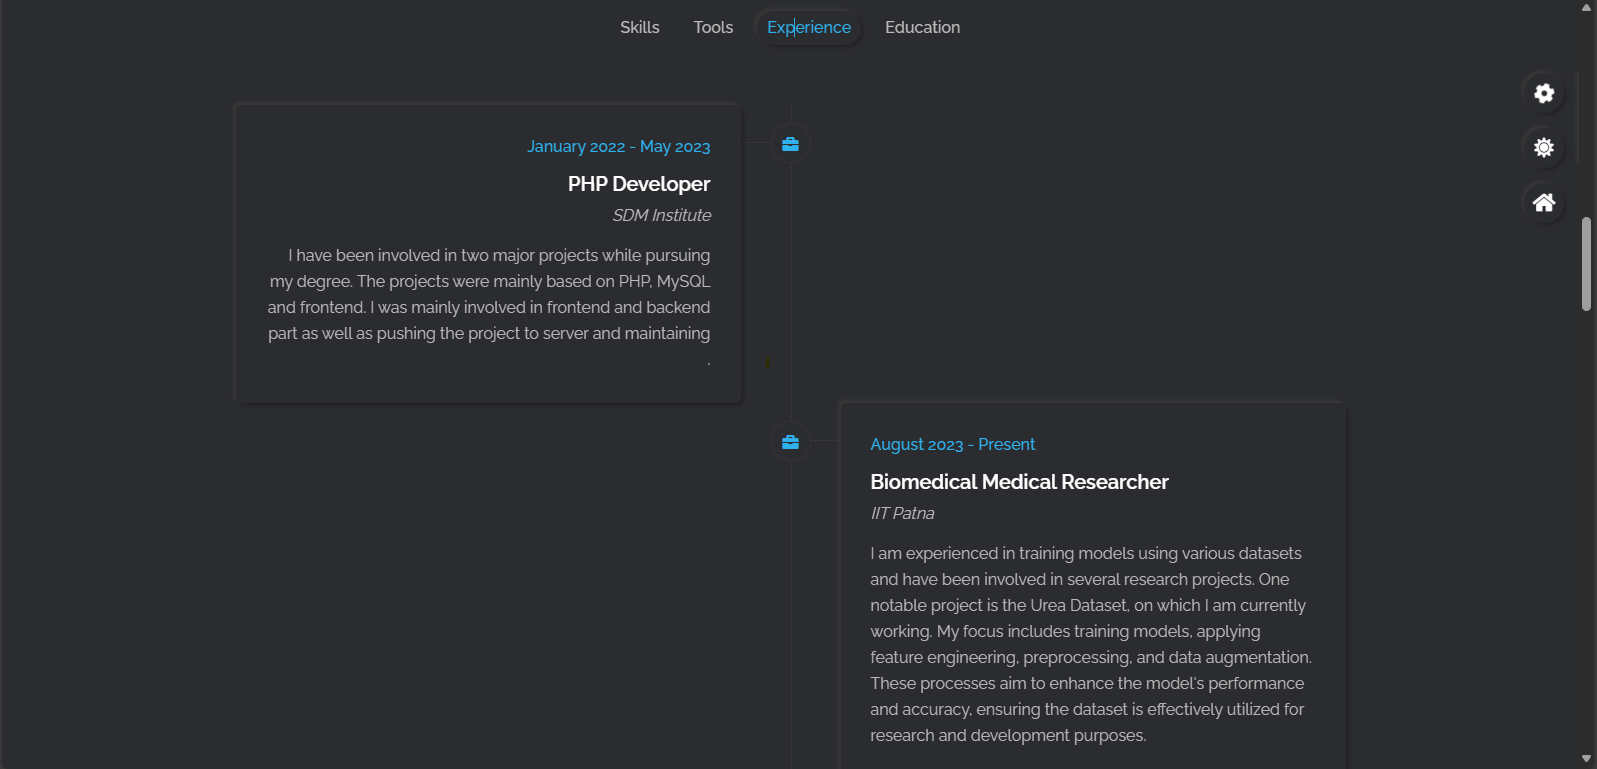 Skills Tools Experience Education
January 2022 - May 2023
PHP Developer
SDM Institute
I have been involved in two major projects while pursuing
my degree. The projects were mainly based on PHP, MySQL
and frontend. I was mainly involved in frontend and backend
part as well as pushing the project to server and maintaining
.
August 2023 - Present
Biomedical Medical Researcher
IIT Patna
I am experienced in training models using various datasets
and have been involved in several research projects. One
notable project is the Urea Dataset, on which I am currently
working. My focus includes training models, applying
feature engineering, preprocessing, and data augmentation.
These processes aim to enhance the model's performance
and accuracy, ensuring the dataset is effectively utilized for
research and development purposes.